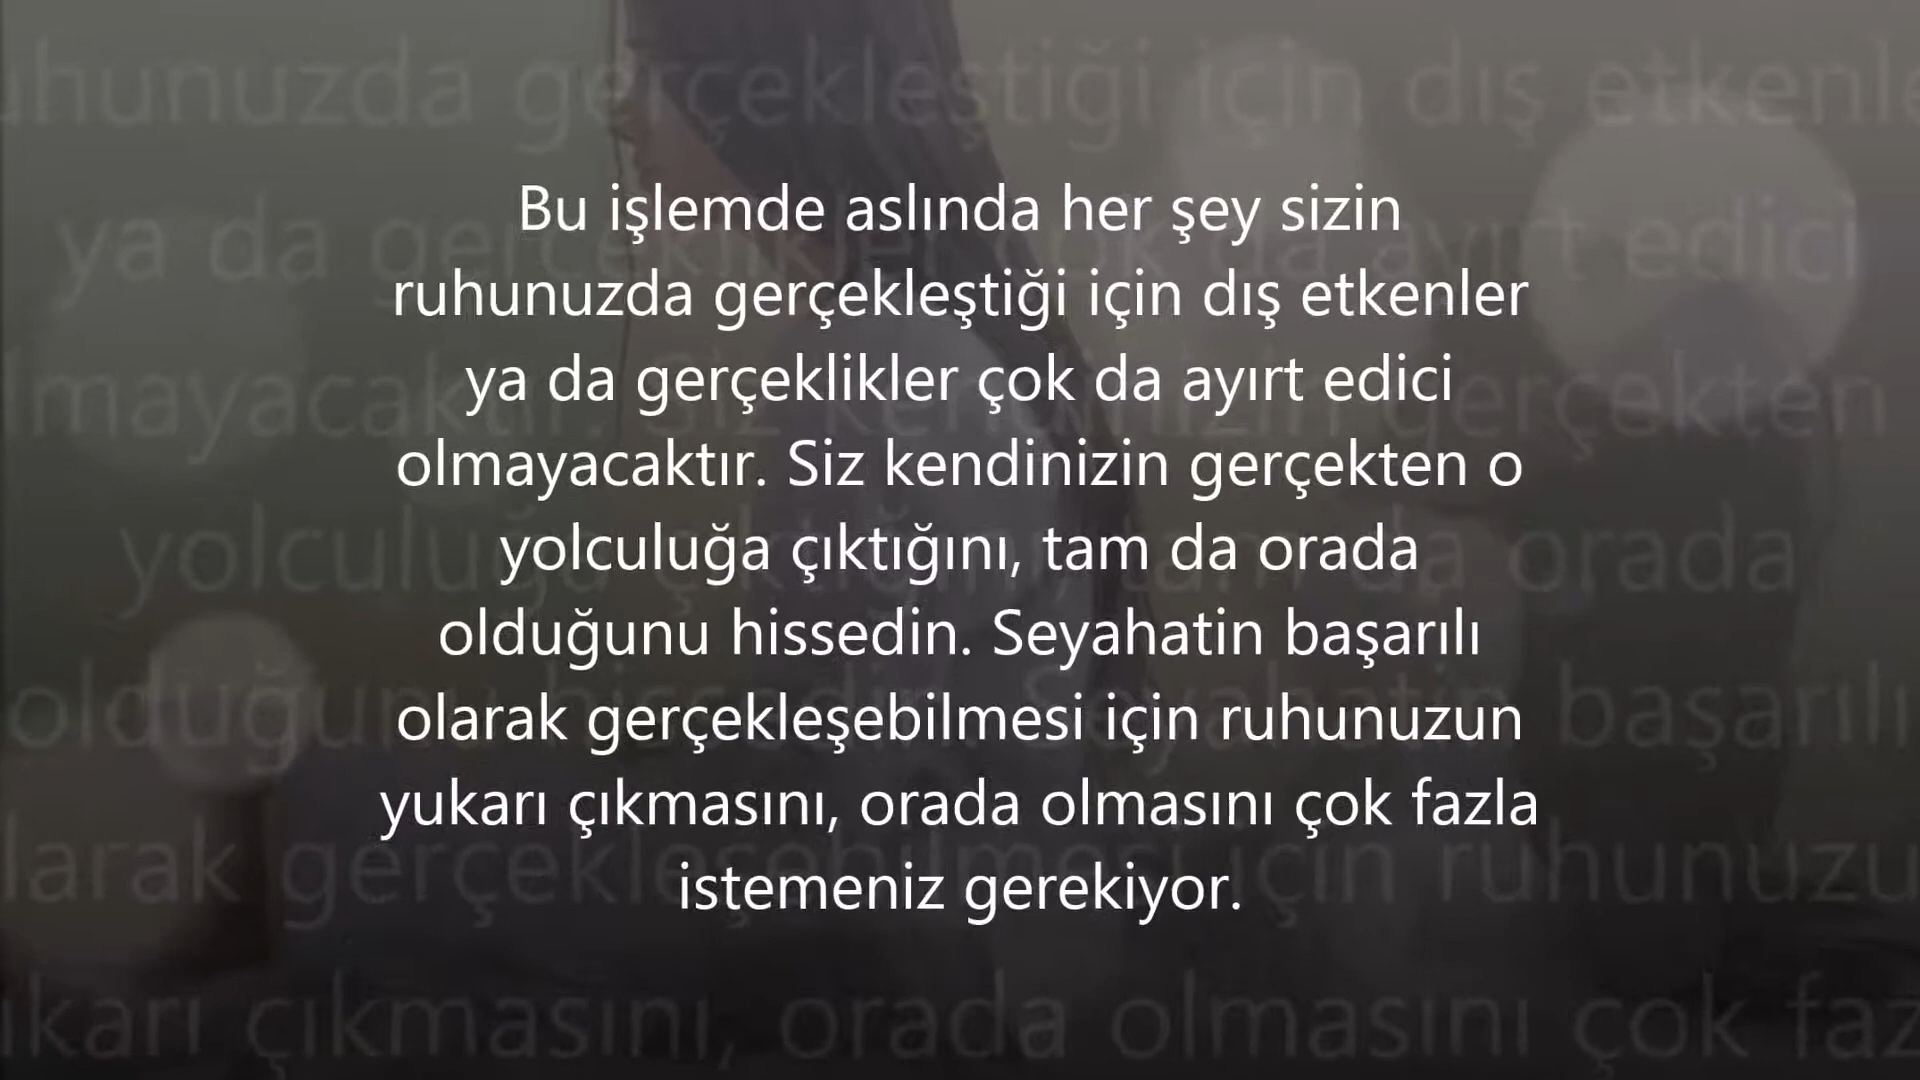 Bu işlemde aslında her şey sizin
ruhunuzda gerçekleştiği için dış etkenler
ya da gerçeklikler çok da ayırt edici
olmayacaktır. Siz kendinizin gerçekten o
yolculuğa çıktığını, tam da orada
olduğunu hissedin. Seyahatin başarılı
olarak gerçekleşebilmesi için ruhunuzun
yukarı çıkmasını, orada olmasını çok fazla
istemeniz gerekiyor.